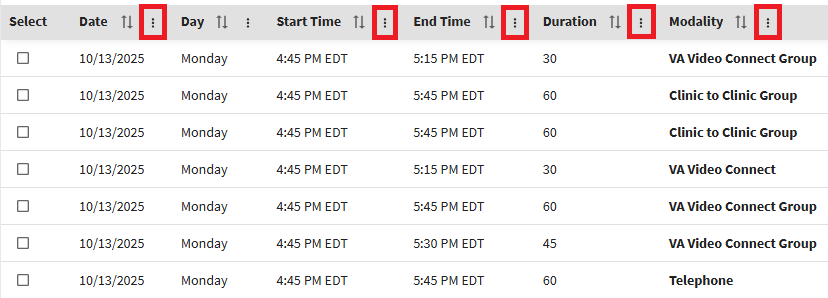 Select Date Day Start Time End Time Duration Modality
10/13/2025 Monday 4:45 PM EDT 5:15 PM EDT 30 VA Video Connect Group
10/13/2025 Monday 4:45 PM EDT 5:45 PM EDT 60 Clinic to Clinic Group
10/13/2025 Monday 4:45 PM EDT 5:45 PM EDT 60 Clinic to Clinic Group
10/13/2025 Monday 4:45 PM EDT 5:15 PM EDT 30 VA Video Connect
10/13/2025 Monday 4:45 PM EDT 5:45 PM EDT 60 VA Video Connect Group
10/13/2025 Monday 4:45 PM EDT 5:30 PM EDT 45 VA Video Connect Group
10/13/2025 Monday 4:45 PM EDT 5:45 PM EDT 60 Telephone